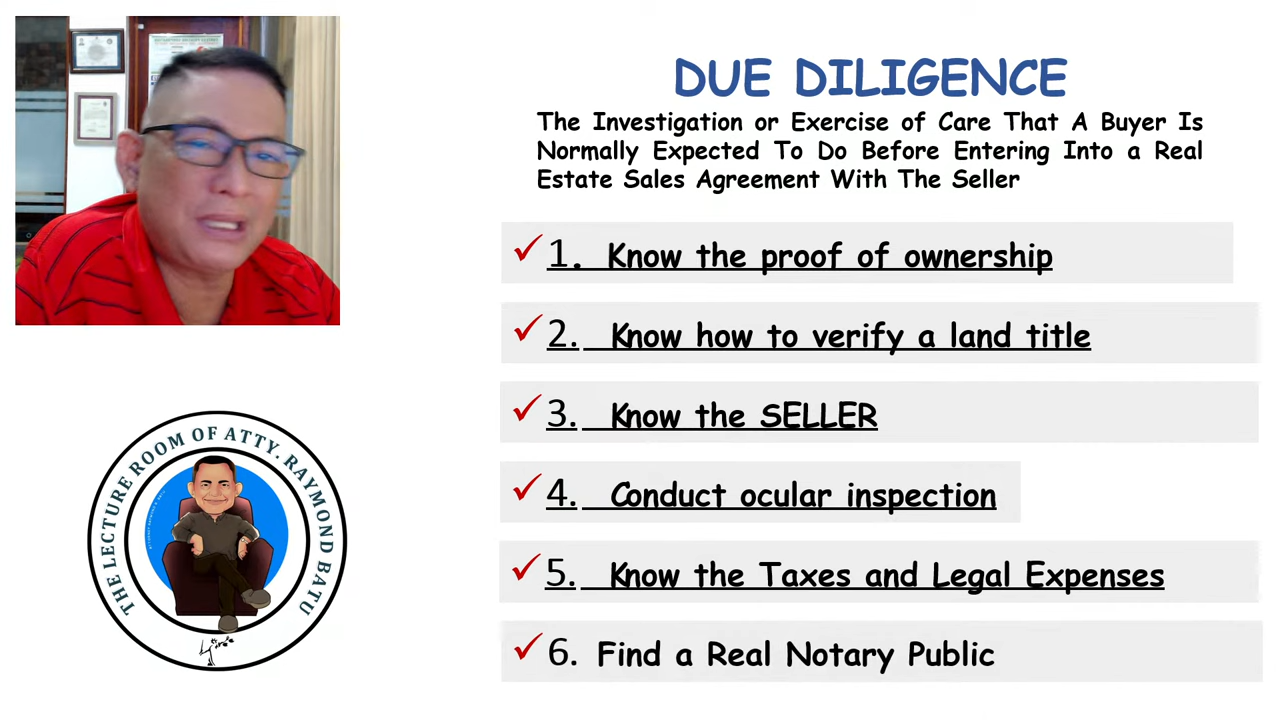 DUE DILIGENCE
The Investigation or Exercise of Care That A Buyer Is
Normally Expected To Do Before Entering Into a Real
Estate Sales Agreement With The Seller
✓1. Know the proof of ownership
✓2. Know how to verify a land title
✓3. Know the SELLER
✓4. Conduct ocular inspection
✓5. Know the Taxes and Legal Expenses
✓6. Find a Real Notary Public
THE LECTURE ROOM OF ATTY. RAYMOND BATU